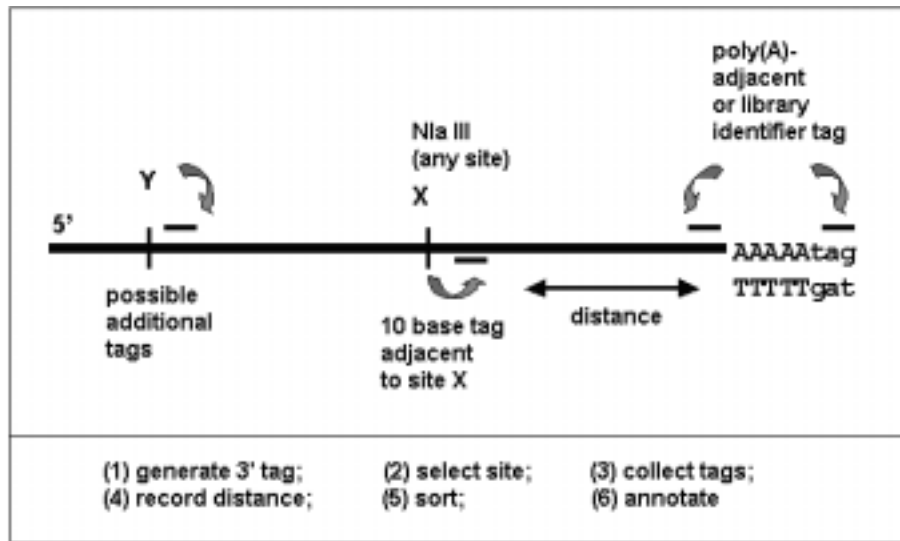 poly(A)-
adjacent
or library
identifier tag
Nla III
(any site)
Y
X
5'
AAAAAtag
TTTTTgat
possible
additional
tags
distance
10 base tag
adjacent
to site X
(1) generate 3' tag; (2) select site; (3) collect tags;
(4) record distance; (5) sort; (6) annotate